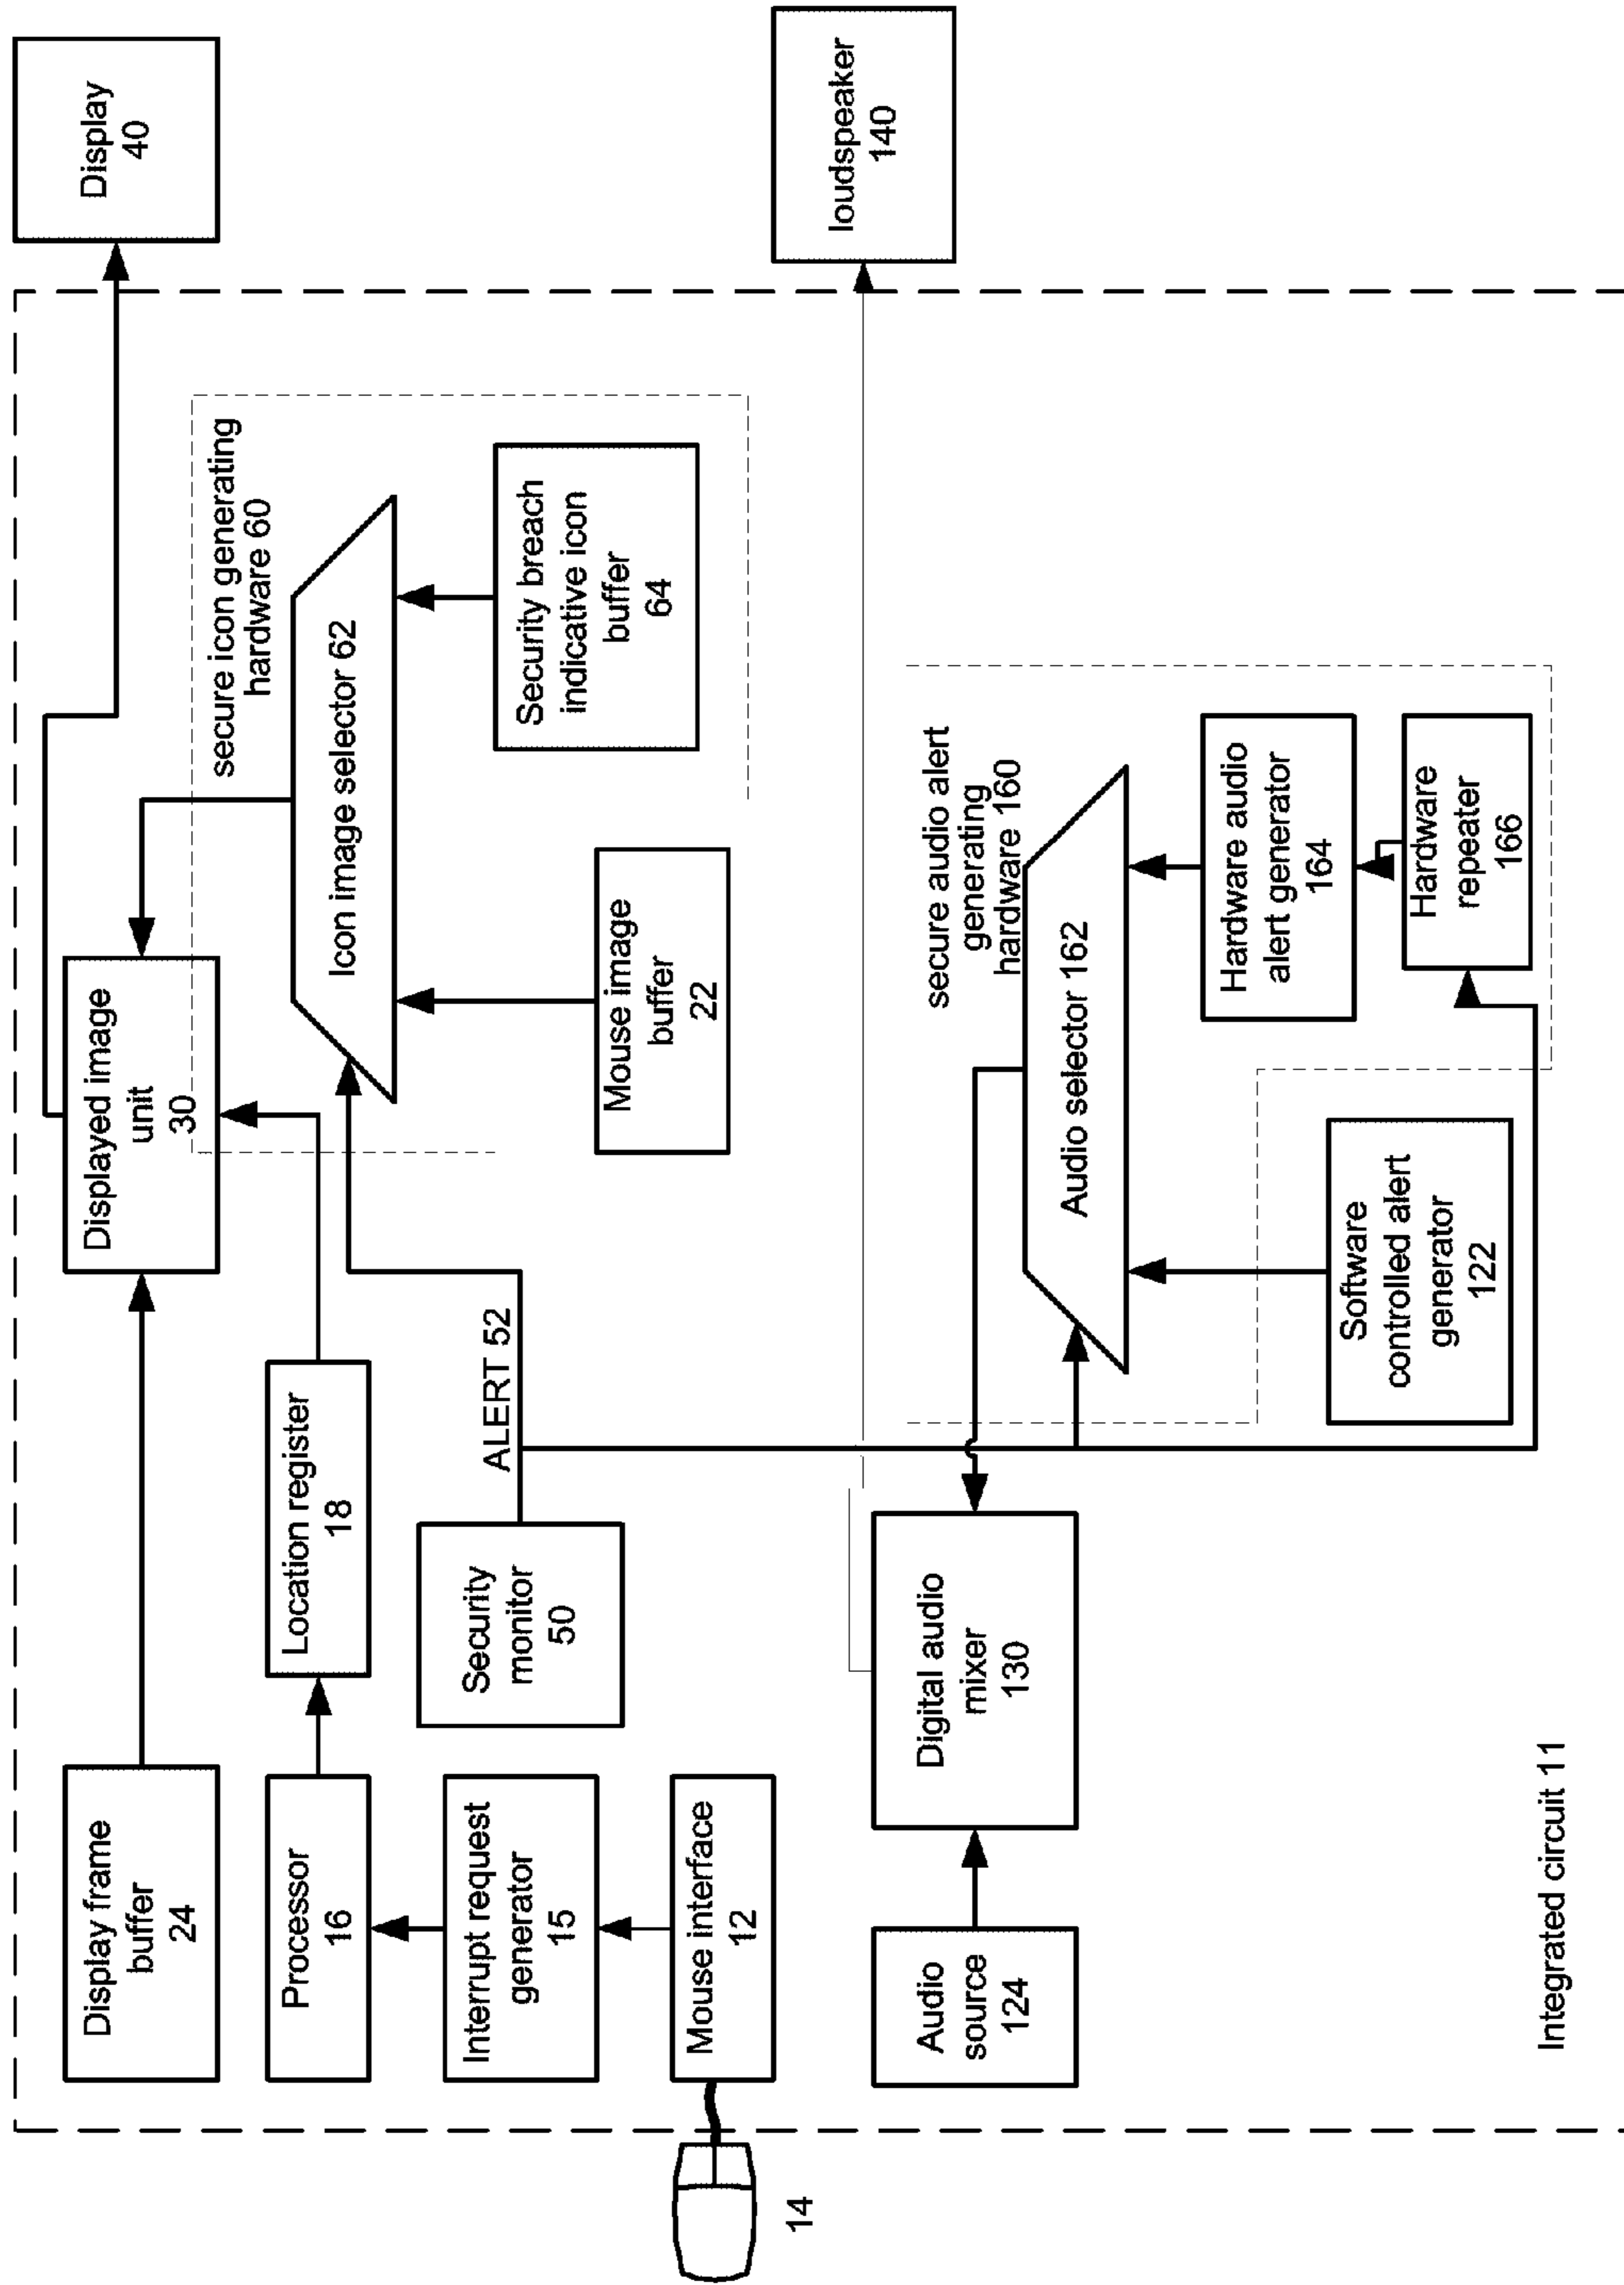 Display
40
loudspeaker
140
secure icon generating
hardware 60
Displayed image
unit
30
Icon image selector 62
Security breach
indicative icon
buffer
64
Mouse image
buffer
22
Display frame
buffer
24
Location register
18
Processor
16
Interrupt request
generator
15
Mouse interface
12
14
Security
monitor
50
ALERT 52
secure audio alert
generating
hardware 160
Audio selector 162
Hardware audio
alert generator
164
Hardware
repeater
166
Software
controlled alert
generator
122
Digital audio
mixer
130
Audio
source
124
Integrated circuit 11